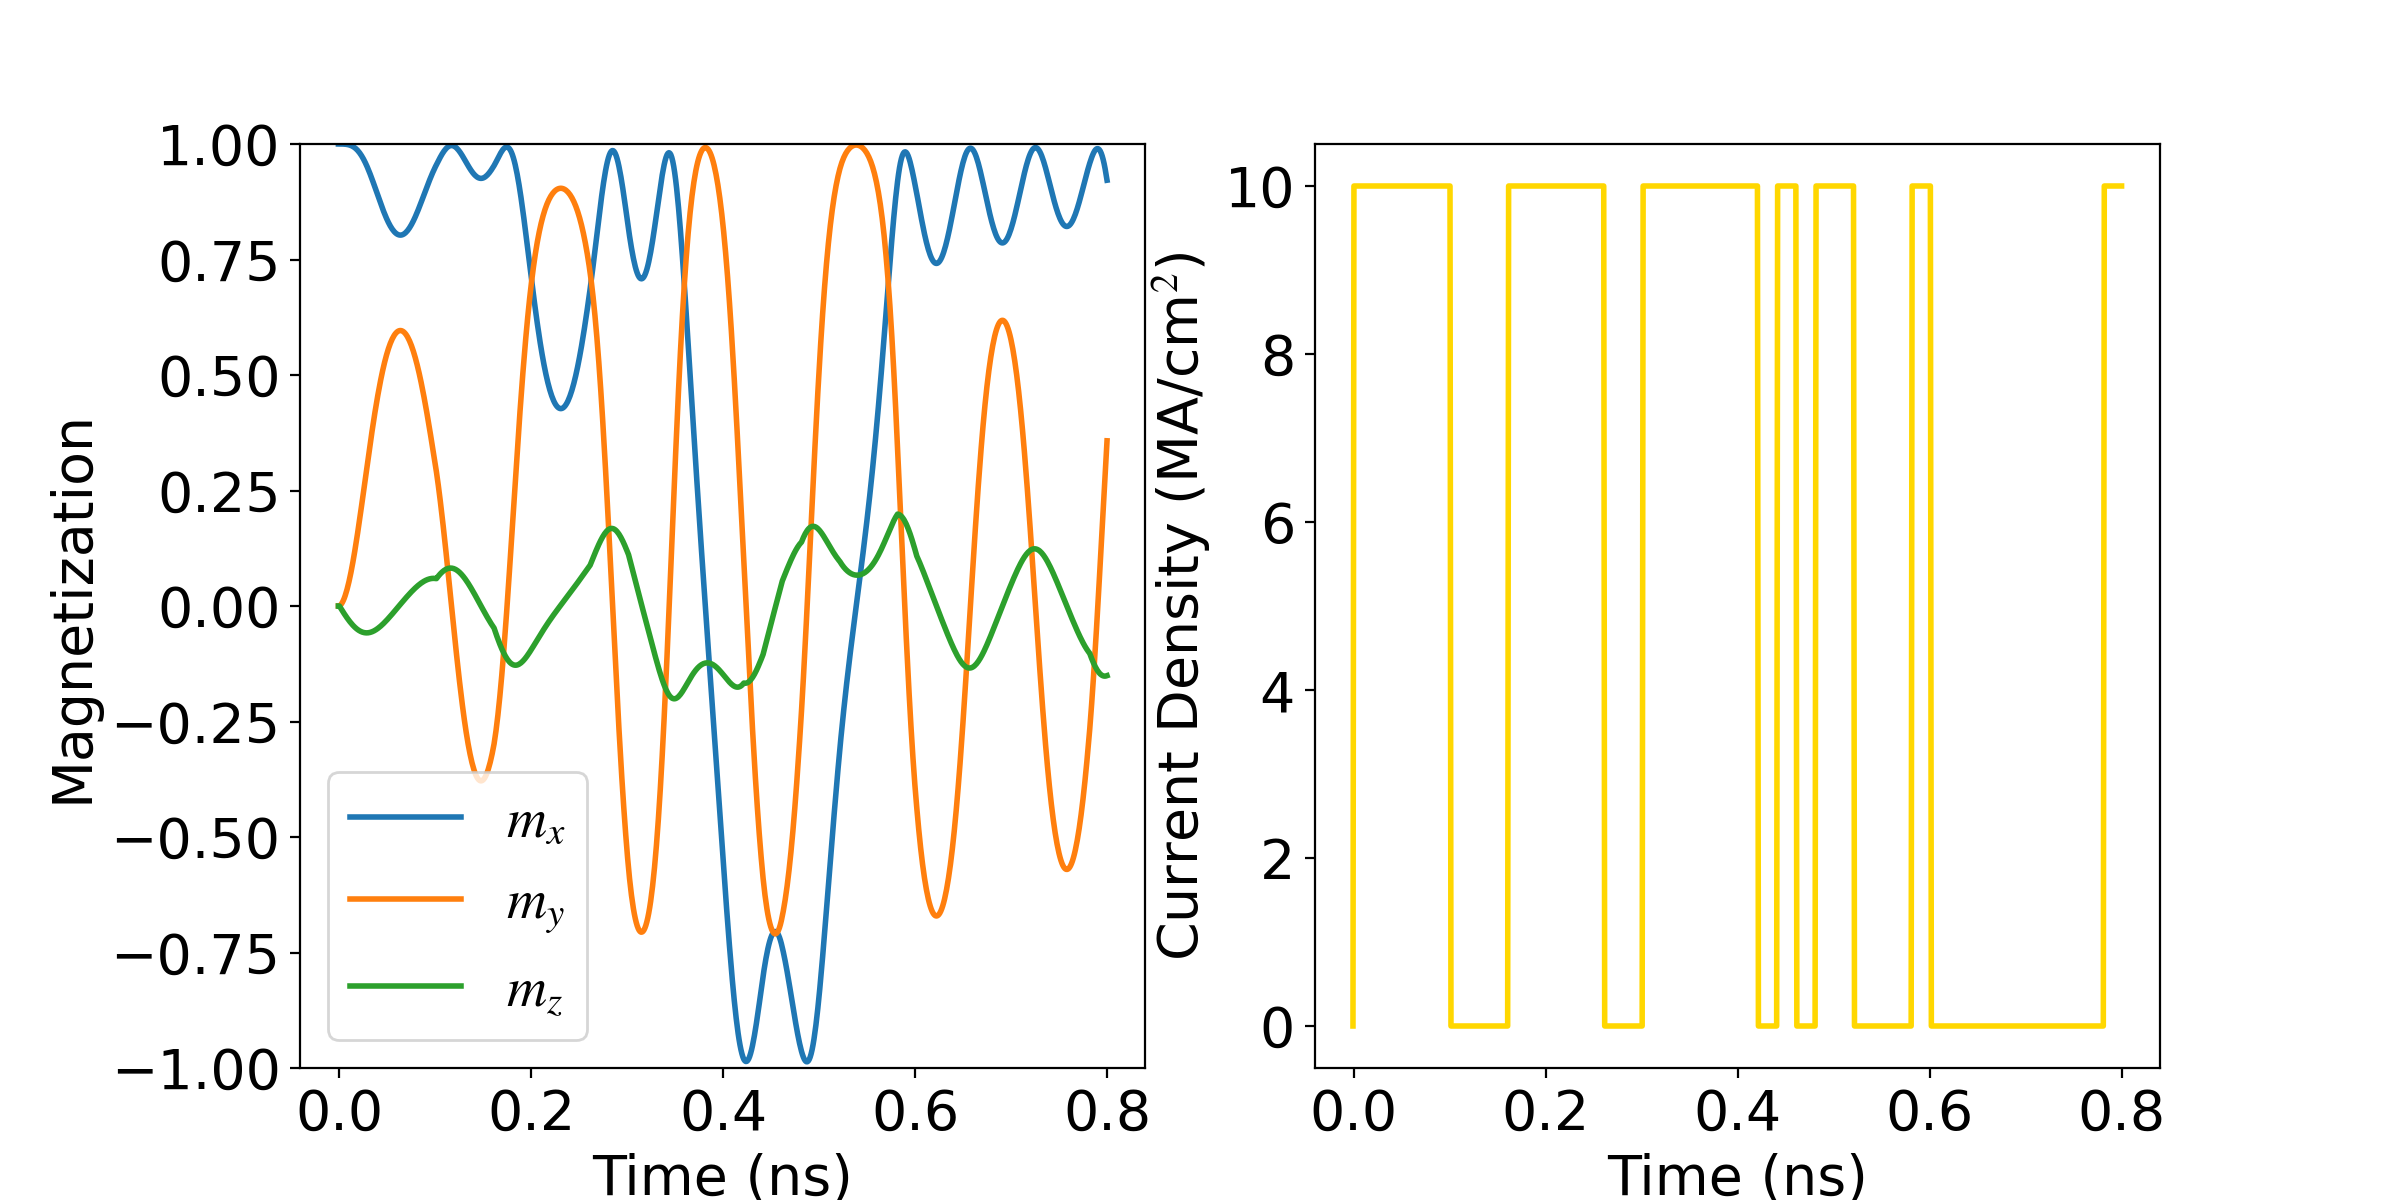 1.00
0.75
0.50
0.25
0.00
−0.25
−0.50
−0.75
−1.00
Magnetization
m_x
m_y
m_z
0.0 0.2 0.4 0.6 0.8
Time (ns)
10
8
6
4
2
0
Current Density (MA/cm²)
0.0 0.2 0.4 0.6 0.8
Time (ns)